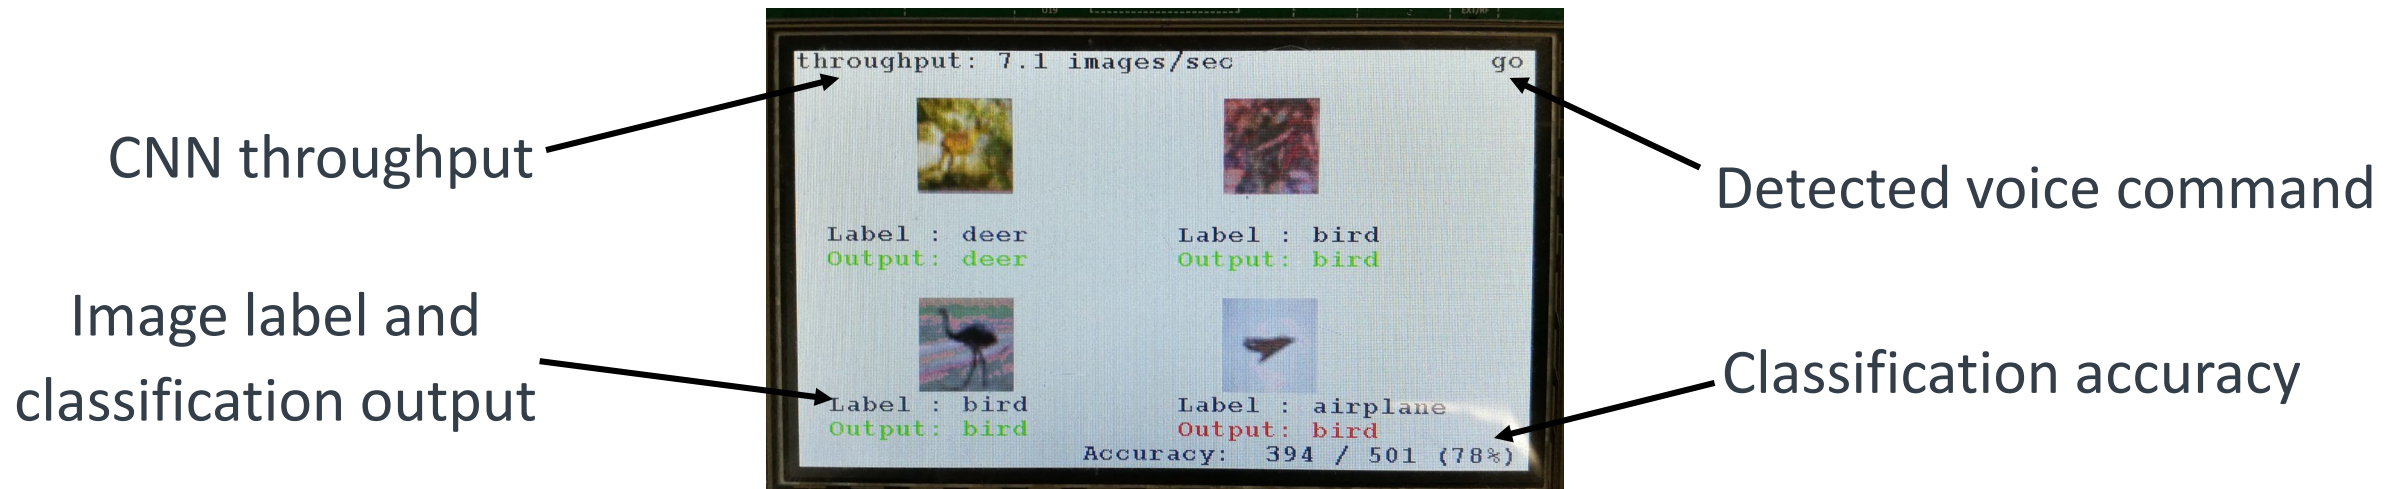 throughput: 7.1 images/sec go
CNN throughput
Detected voice command
Label : deer
Output: deer
Label : bird
Output: bird
Image label and
classification output
Label : bird
Output: bird
Label : airplane
Output: bird
Classification accuracy
Accuracy: 394 / 501 (78%)